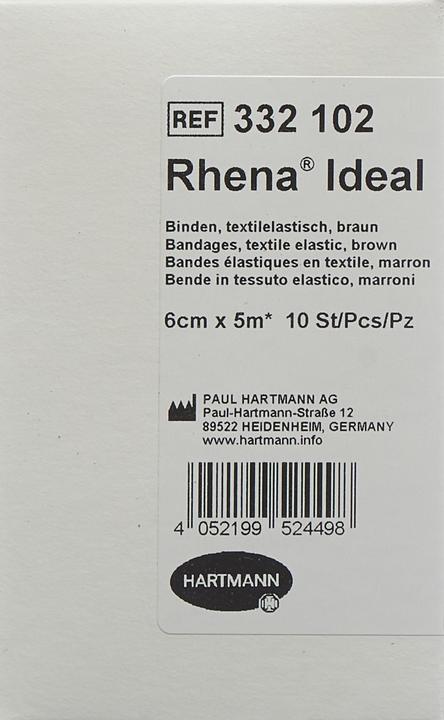 REF 332 102
Rhena® Ideal
Binden, textilelastisch, braun
Bandages, textile elastic, brown
Bandes élastiques en textile, marron
Bende in tessuto elastico, marroni
6cm x 5m* 10 St/Pcs/Pz
PAUL HARTMANN AG
Paul-Hartmann-Straße 12
89522 HEIDENHEIM, GERMANY
www.hartmann.info
4 052199 524498
HARTMANN